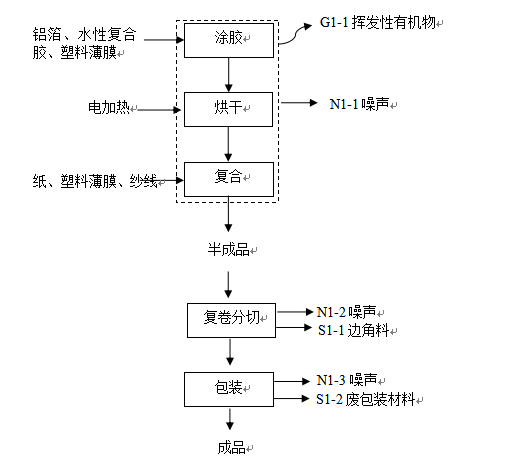 铝箔、水性复合
胶、塑料薄膜
涂胶
G1-1 挥发性有机物
电加热
烘干
N1-1 噪声
纸、塑料薄膜、纱线
复合
半成品
复卷分切
N1-2 噪声
S1-1 边角料
包装
N1-3 噪声
S1-2 废包装材料
成品